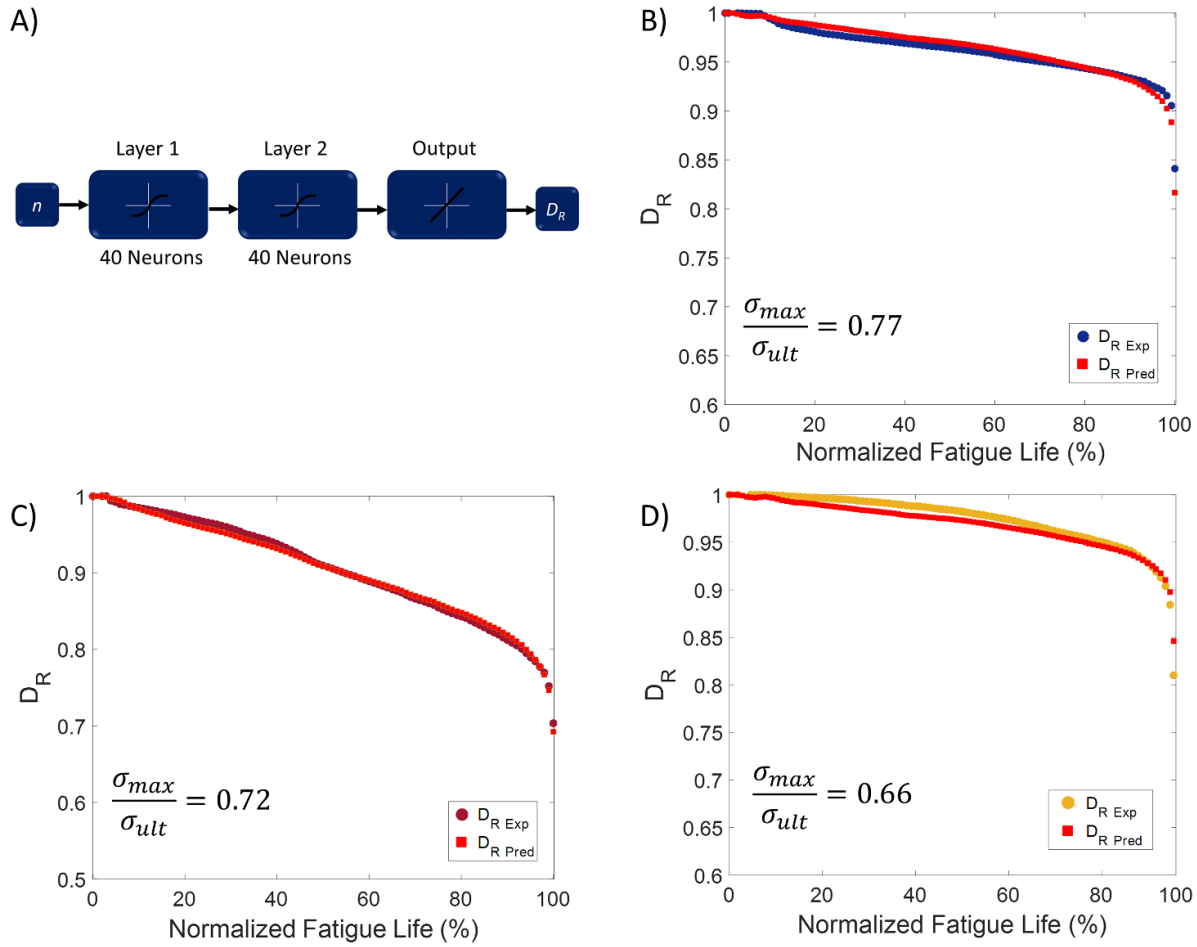 A)
Layer 1
Layer 2
Output
n
D_R
40 Neurons
40 Neurons
B)
1
0.95
0.9
0.85
0.8
0.75
0.7
0.65
0.6
D_R
σ_max/σ_ult = 0.77
D_R Exp
D_R Pred
0 20 40 60 80 100
Normalized Fatigue Life (%)
C)
1
0.9
0.8
0.7
0.6
0.5
D_R
σ_max/σ_ult = 0.72
D_R Exp
D_R Pred
0 20 40 60 80 100
Normalized Fatigue Life (%)
D)
1
0.95
0.9
0.85
0.8
0.75
0.7
0.65
0.6
D_R
σ_max/σ_ult = 0.66
D_R Exp
D_R Pred
0 20 40 60 80 100
Normalized Fatigue Life (%)